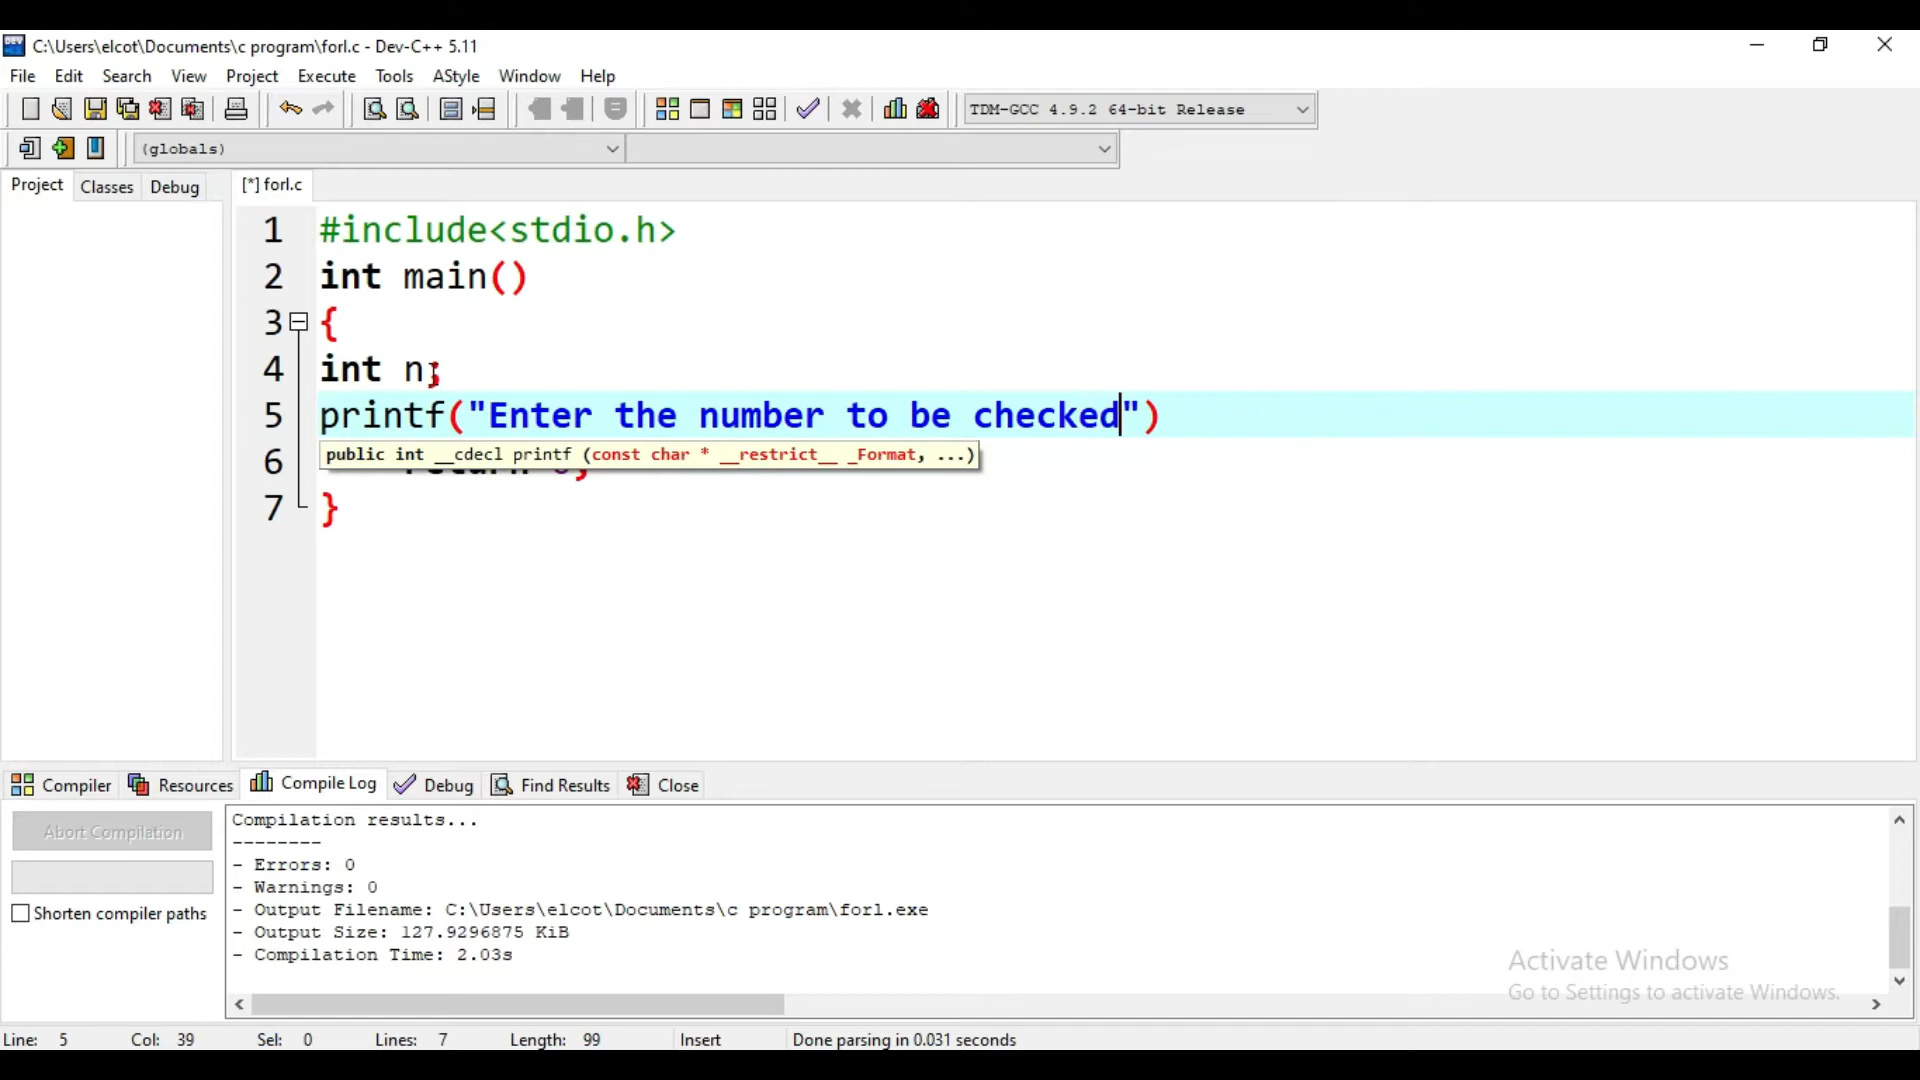 C:\Users\elcot\Documents\c program\forl.c - Dev-C++ 5.11
File Edit Search View Project Execute Tools AStyle Window Help
TDM-GCC 4.9.2 64-bit Release
(globals)
Project Classes Debug [*] forl.c
1 #include<stdio.h>
2 int main()
3 {
4 int n;
5 printf("Enter the number to be checked")
public int __cdecl printf (const char * __restrict__ _Format, ...)
6
7 }
Compiler Resources Compile Log Debug Find Results Close
Abort Compilation
Shorten compiler paths
Compilation results...
--------
- Errors: 0
- Warnings: 0
- Output Filename: C:\Users\elcot\Documents\c program\forl.exe
- Output Size: 127.9296875 KiB
- Compilation Time: 2.03s
Activate Windows
Go to Settings to activate Windows.
Line: 5 Col: 39 Sel: 0 Lines: 7 Length: 99 Insert Done parsing in 0.031 seconds